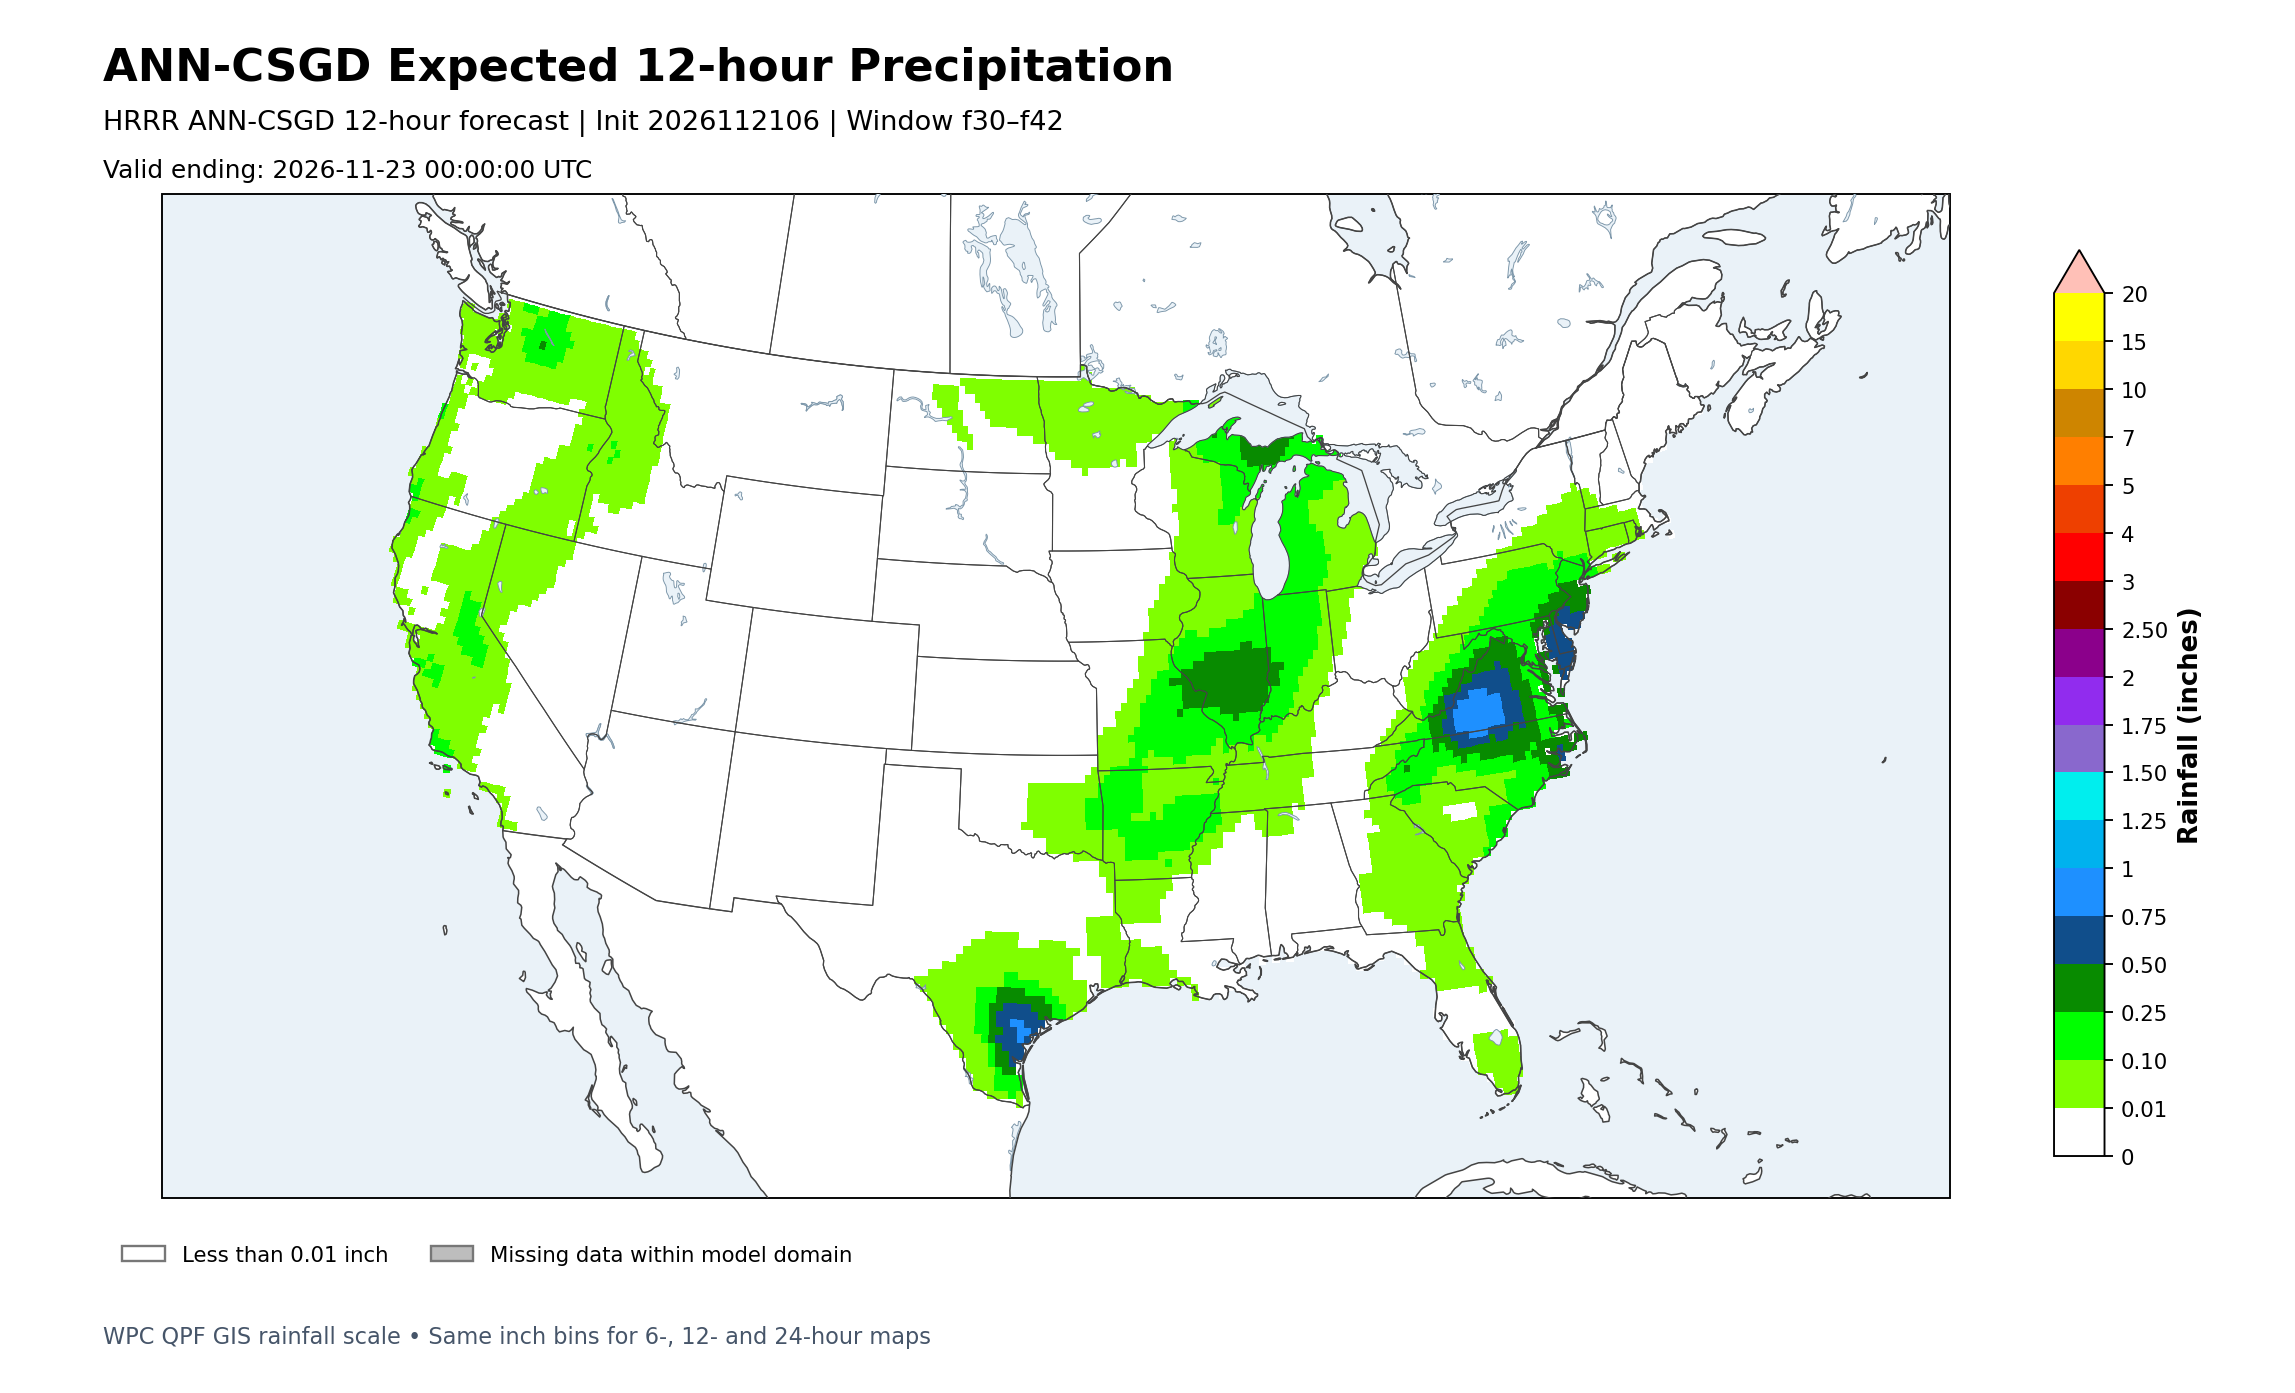 ANN-CSGD Expected 12-hour Precipitation
HRRR ANN-CSGD 12-hour forecast | Init 2026112106 | Window f30–f42
Valid ending: 2026-11-23 00:00:00 UTC
20
15
10
7
5
4
3
2.50
2
1.75
1.50
1.25
1
0.75
0.50
0.25
0.10
0.01
0
Rainfall (inches)
Less than 0.01 inch
Missing data within model domain
WPC QPF GIS rainfall scale • Same inch bins for 6-, 12- and 24-hour maps